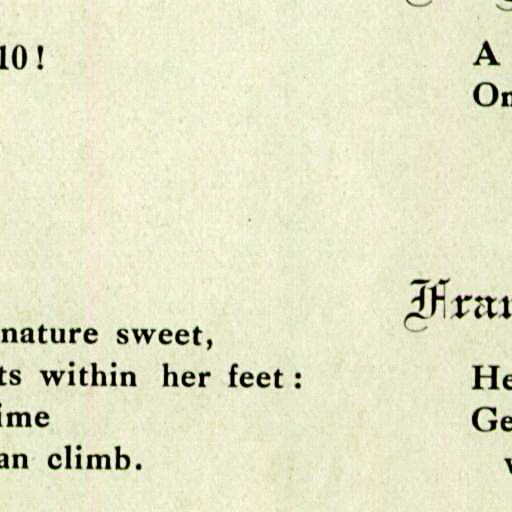 10!
nature sweet,
ts within her feet:
ime
an climb.
A
On
Fran
He
Ge